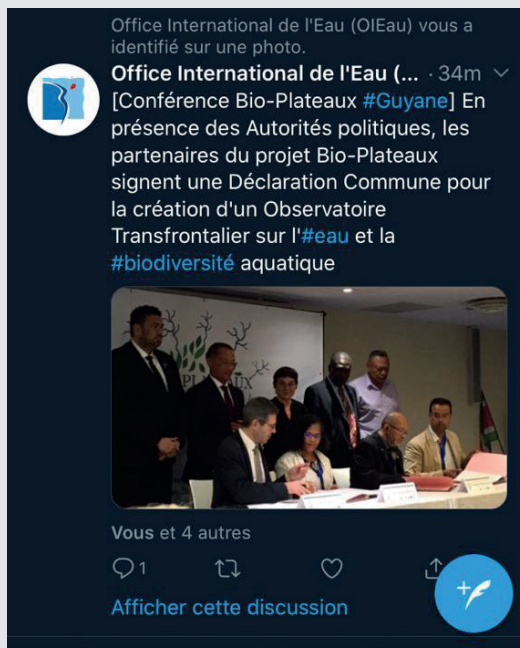 Office International de l'Eau (OIEau) vous a
identifié sur une photo.
Office International de l'Eau (... · 34m
[Conférence Bio-Plateaux #Guyane] En
présence des Autorités politiques, les
partenaires du projet Bio-Plateaux
signent une Déclaration Commune pour
la création d'un Observatoire
Transfrontalier sur l'#eau et la
#biodiversité aquatique
Vous et 4 autres
1
Afficher cette discussion